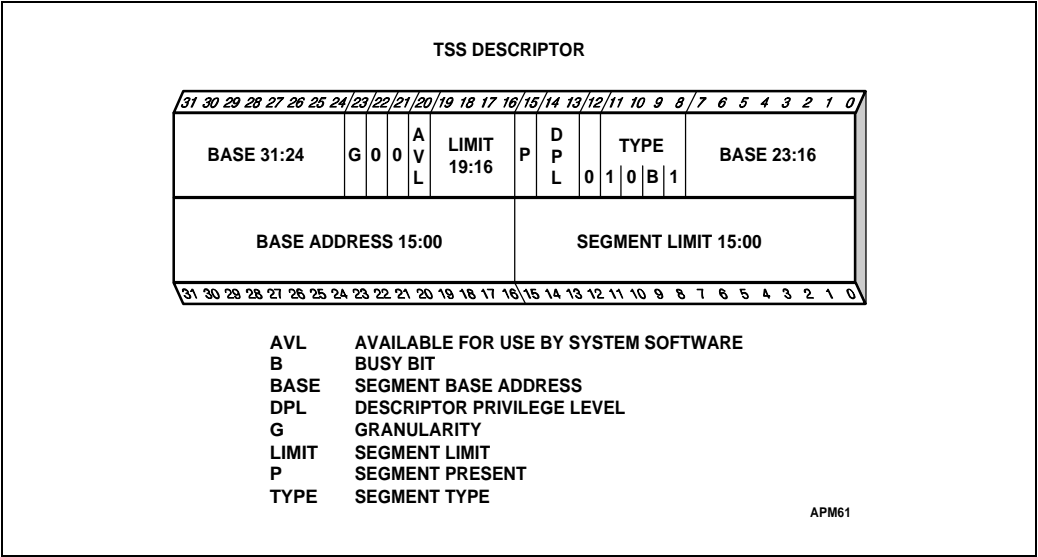 TSS DESCRIPTOR
31 30 29 28 27 26 25 24 23 22 21 20 19 18 17 16 15 14 13 12 11 10 9 8 7 6 5 4 3 2 1 0
BASE 31:24 G 0 0 AVL LIMIT 19:16 P DPL 0 TYPE 1 0 B 1 BASE 23:16
BASE ADDRESS 15:00 SEGMENT LIMIT 15:00
31 30 29 28 27 26 25 24 23 22 21 20 19 18 17 16 15 14 13 12 11 10 9 8 7 6 5 4 3 2 1 0
AVL AVAILABLE FOR USE BY SYSTEM SOFTWARE
B BUSY BIT
BASE SEGMENT BASE ADDRESS
DPL DESCRIPTOR PRIVILEGE LEVEL
G GRANULARITY
LIMIT SEGMENT LIMIT
P SEGMENT PRESENT
TYPE SEGMENT TYPE
APM61